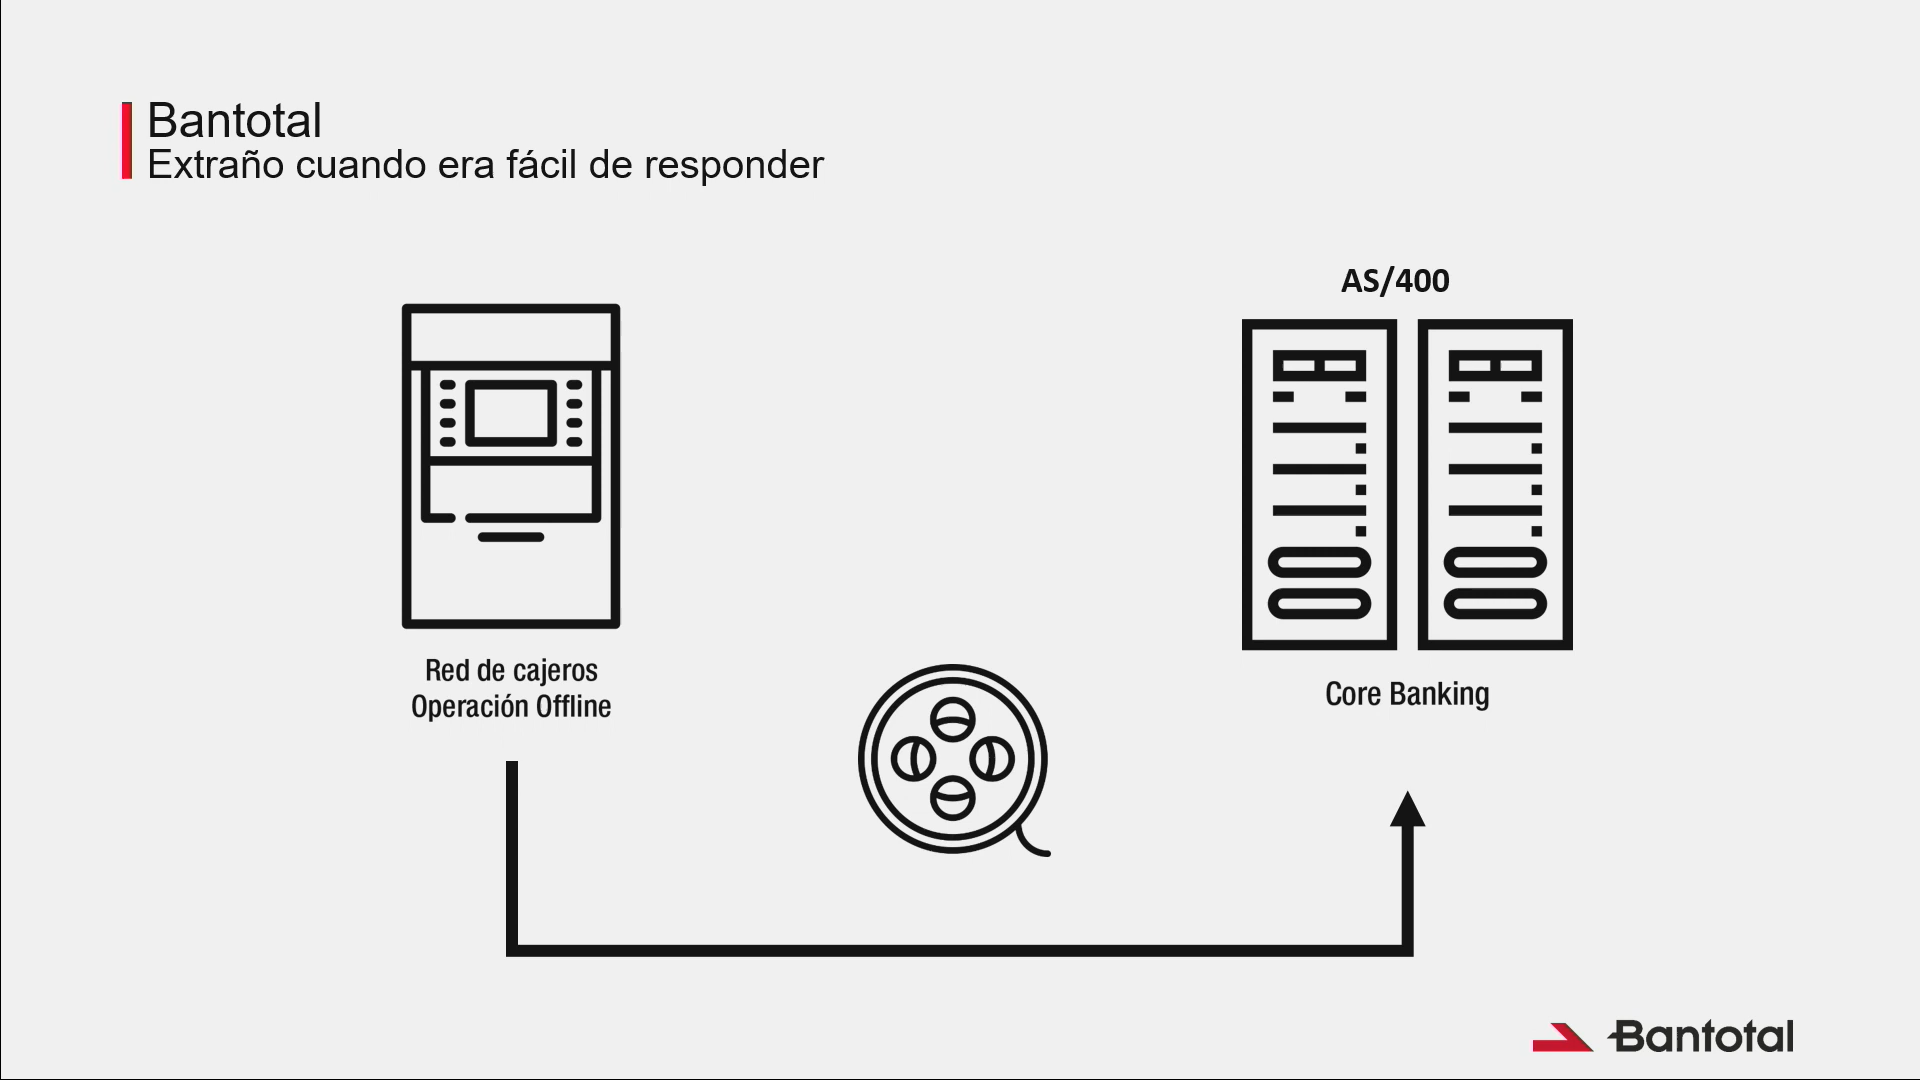 Bantotal
Extraño cuando era fácil de responder
AS/400
Red de cajeros
Operación Offline
Core Banking
Bantotal